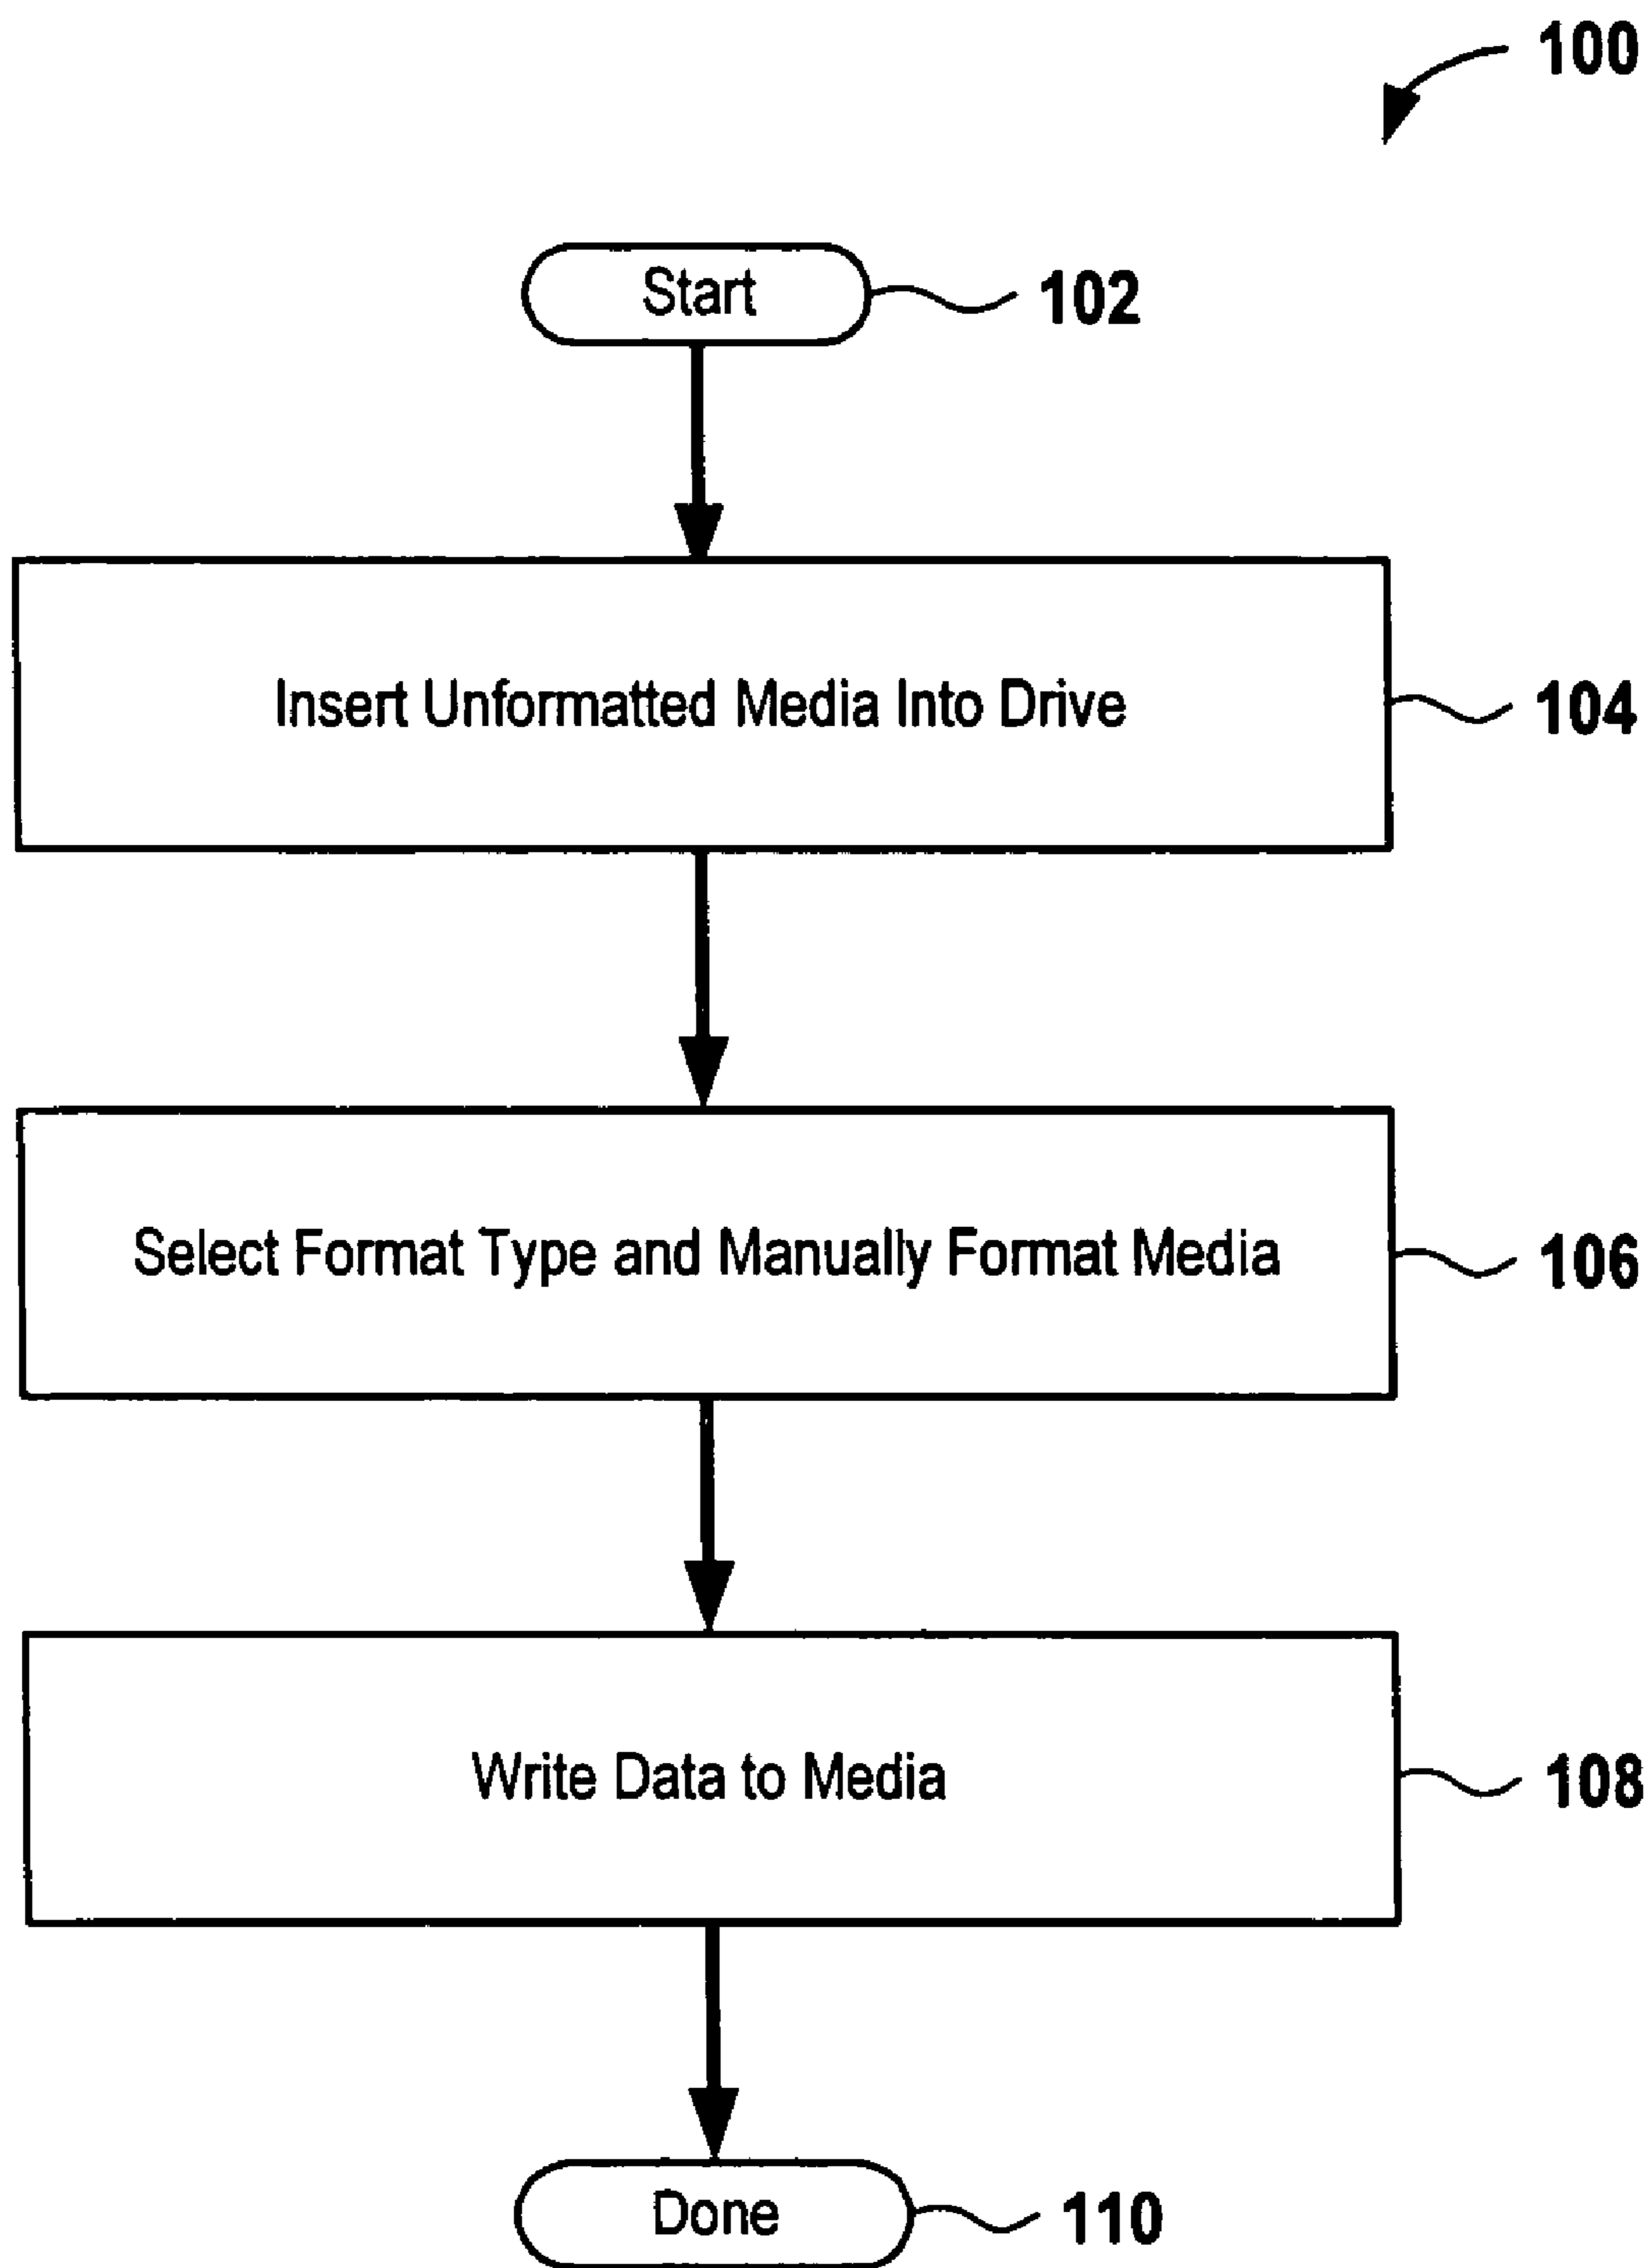 100
Start
102
Insert Unformatted Media Into Drive
104
Select Format Type and Manually Format Media
106
Write Data to Media
108
Done
110